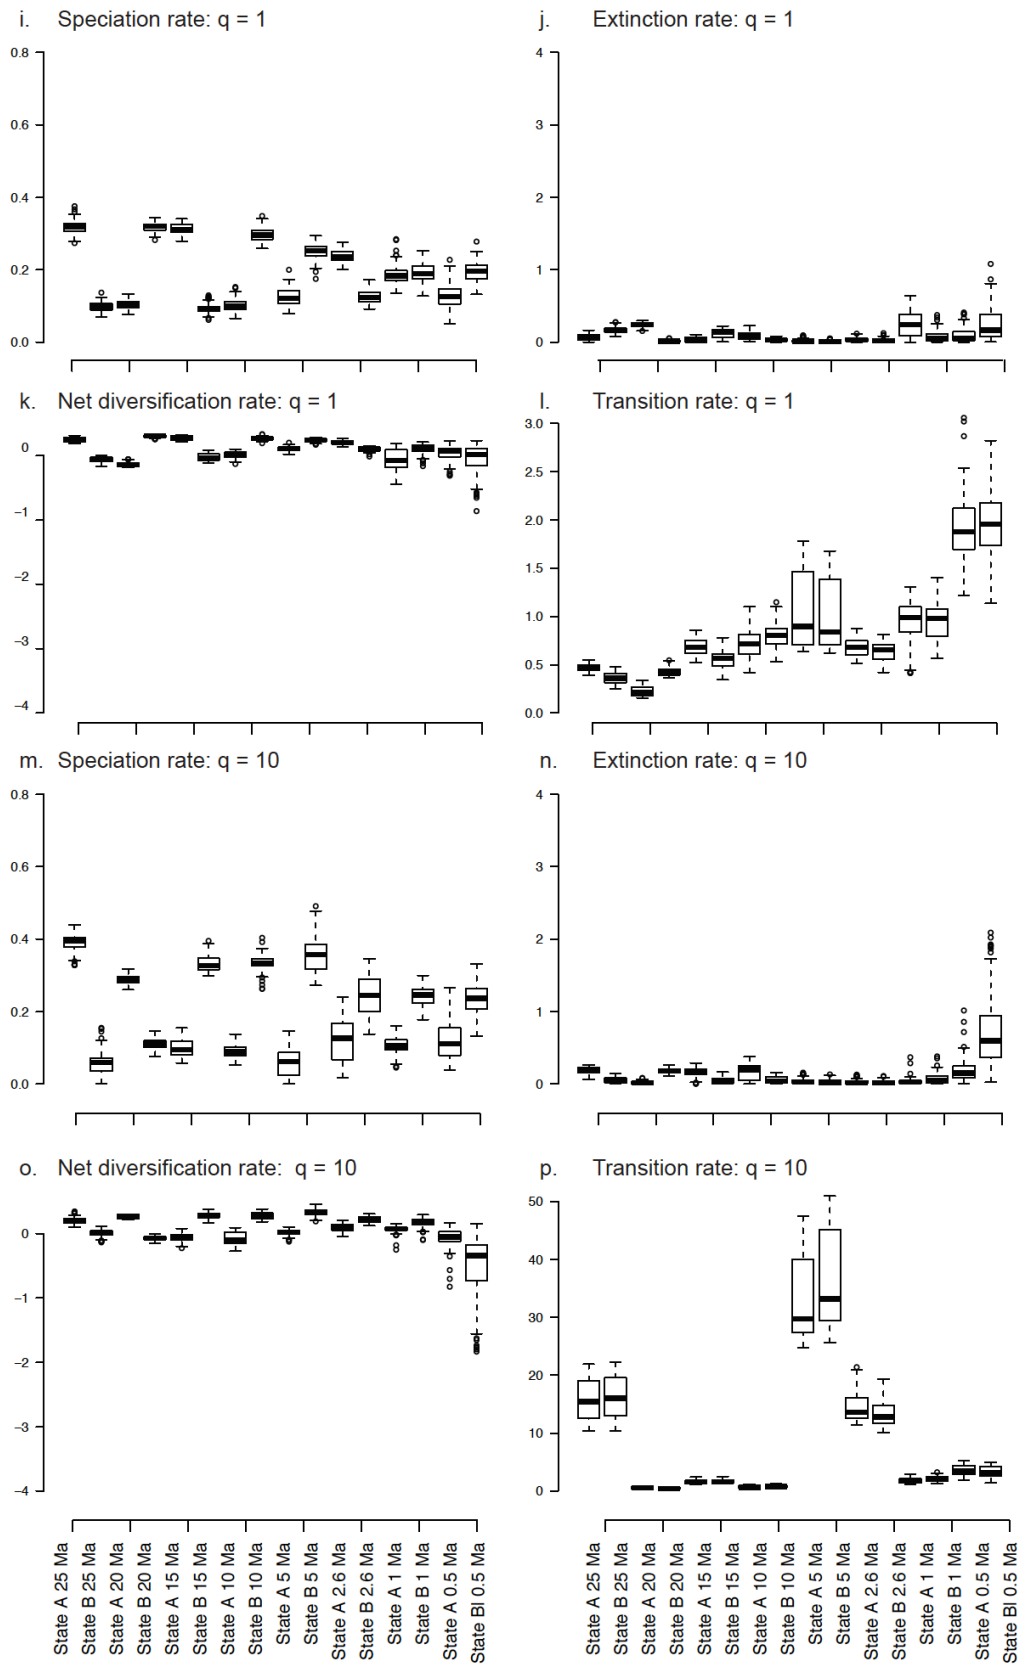 i. Speciation rate: q = 1
j. Extinction rate: q = 1
0.8
0.6
0.4
0.2
0.0
4
3
2
1
0
k. Net diversification rate: q = 1
l. Transition rate: q = 1
0
−1
−2
−3
−4
3.0
2.5
2.0
1.5
1.0
0.5
0.0
m. Speciation rate: q = 10
n. Extinction rate: q = 10
0.8
0.6
0.4
0.2
0.0
4
3
2
1
0
o. Net diversification rate: q = 10
p. Transition rate: q = 10
0
−1
−2
−3
−4
50
40
30
20
10
0
State A 25 Ma
State B 25 Ma
State A 20 Ma
State B 20 Ma
State A 15 Ma
State B 15 Ma
State A 10 Ma
State B 10 Ma
State A 5 Ma
State B 5 Ma
State A 2.6 Ma
State B 2.6 Ma
State A 1 Ma
State B 1 Ma
State A 0.5 Ma
State BI 0.5 Ma
State A 25 Ma
State B 25 Ma
State A 20 Ma
State B 20 Ma
State A 15 Ma
State B 15 Ma
State A 10 Ma
State B 10 Ma
State A 5 Ma
State B 5 Ma
State A 2.6 Ma
State B 2.6 Ma
State A 1 Ma
State B 1 Ma
State A 0.5 Ma
State BI 0.5 Ma